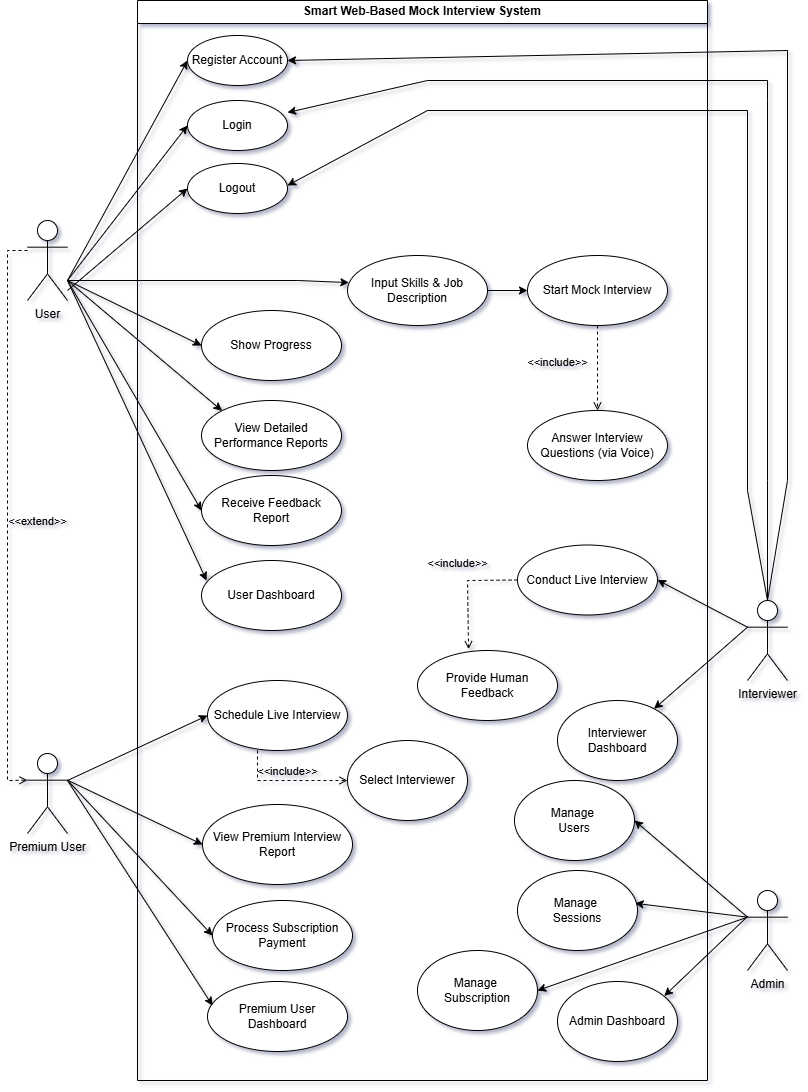 Smart Web-Based Mock Interview System
Register Account
Login
Logout
User
Input Skills & Job
Description
Start Mock Interview
Show Progress
<<include>>
View Detailed
Performance Reports
Answer Interview
Questions (via Voice)
Receive Feedback
Report
<<extend>>
User Dashboard
<<include>>
Conduct Live Interview
Provide Human
Feedback
Interviewer
Schedule Live Interview
Interviewer
Dashboard
<<include>>
Select Interviewer
Premium User
View Premium Interview
Report
Manage
Users
Manage
Sessions
Process Subscription
Payment
Manage
Subscription
Admin
Premium User
Dashboard
Admin Dashboard